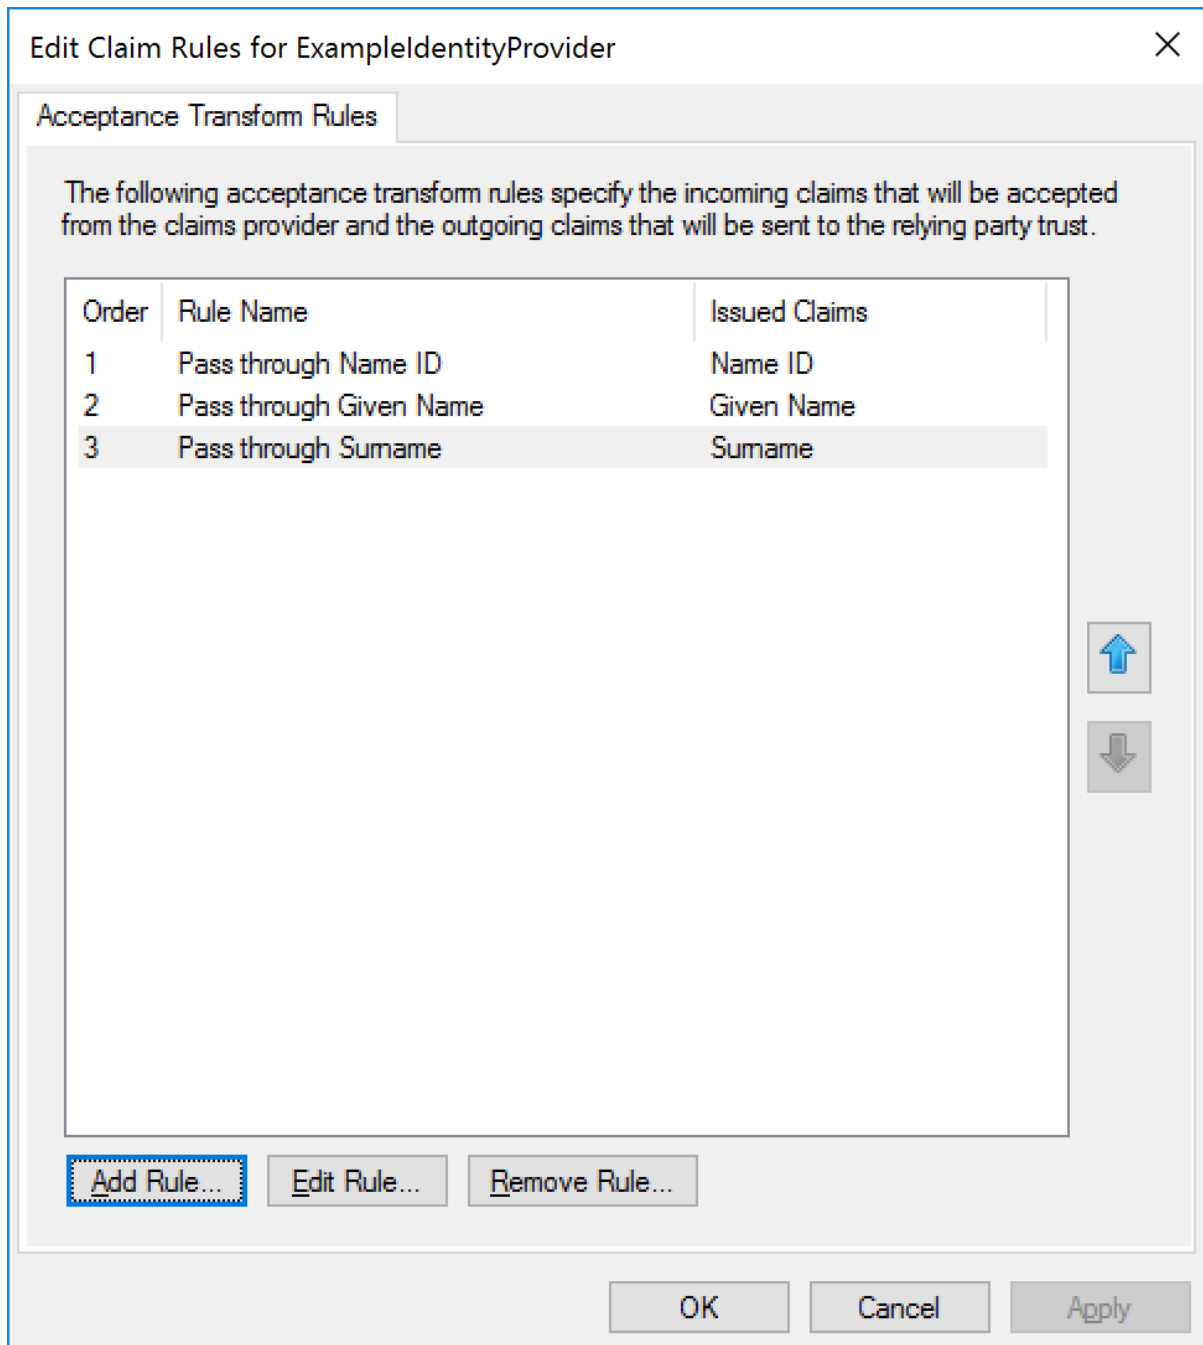 Edit Claim Rules for ExampleIdentityProvider
Acceptance Transform Rules
The following acceptance transform rules specify the incoming claims that will be accepted
from the claims provider and the outgoing claims that will be sent to the relying party trust.
Order Rule Name Issued Claims
1 Pass through Name ID Name ID
2 Pass through Given Name Given Name
3 Pass through Surname Surname
Add Rule... Edit Rule... Remove Rule...
OK Cancel Apply